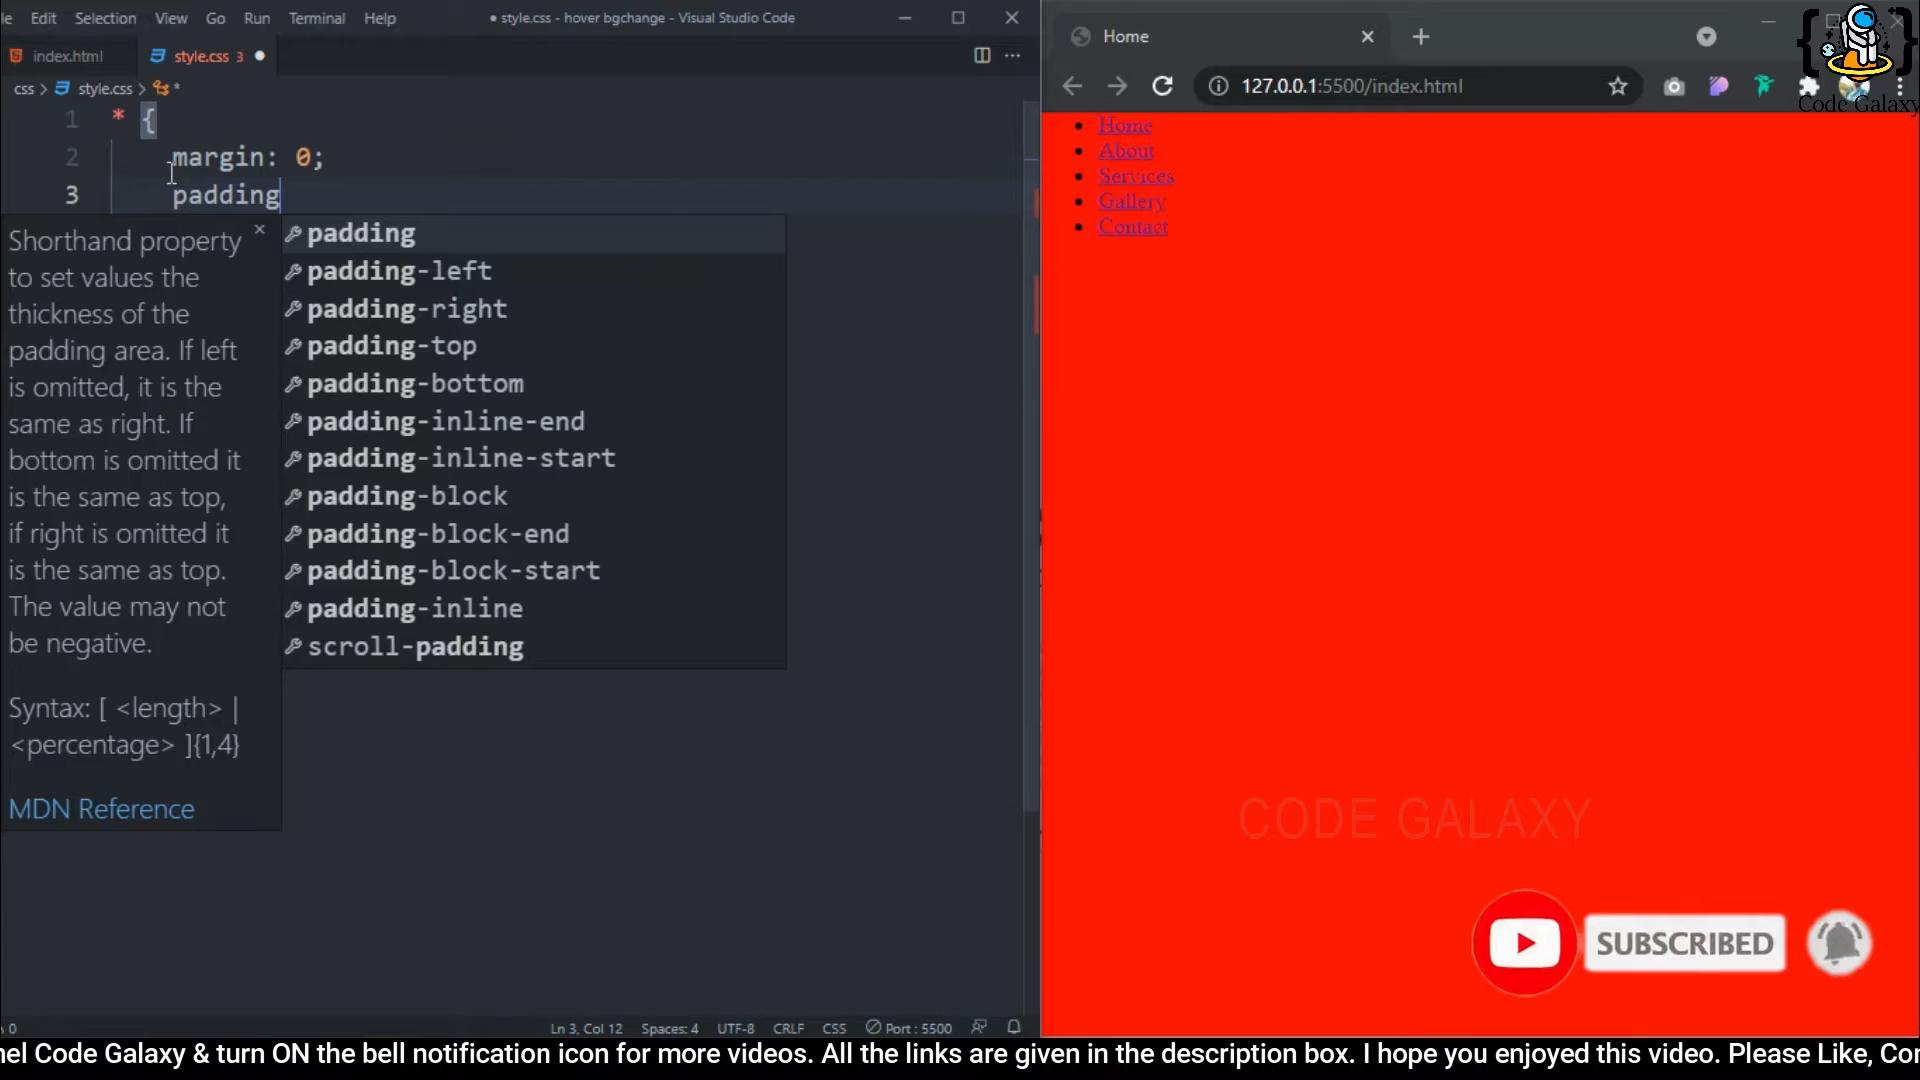 le Edit Selection View Go Run Terminal Help
● style.css - hover bgchange - Visual Studio Code
index.html
style.css 3
css > style.css > *
1 * {
2 margin: 0;
3 padding
Shorthand property
to set values the
thickness of the
padding area. If left
is omitted, it is the
same as right. If
bottom is omitted it
is the same as top,
if right is omitted it
is the same as top.
The value may not
be negative.
Syntax: [ <length> |
<percentage> ]{1,4}
MDN Reference
padding
padding-left
padding-right
padding-top
padding-bottom
padding-inline-end
padding-inline-start
padding-block
padding-block-end
padding-block-start
padding-inline
scroll-padding
0
Ln 3, Col 12 Spaces: 4 UTF-8 CRLF CSS Port : 5500
Home
127.0.0.1:5500/index.html
Code Galaxy
Home
About
Services
Gallery
Contact
CODE GALAXY
SUBSCRIBED
nel Code Galaxy & turn ON the bell notification icon for more videos. All the links are given in the description box. I hope you enjoyed this video. Please Like, Co